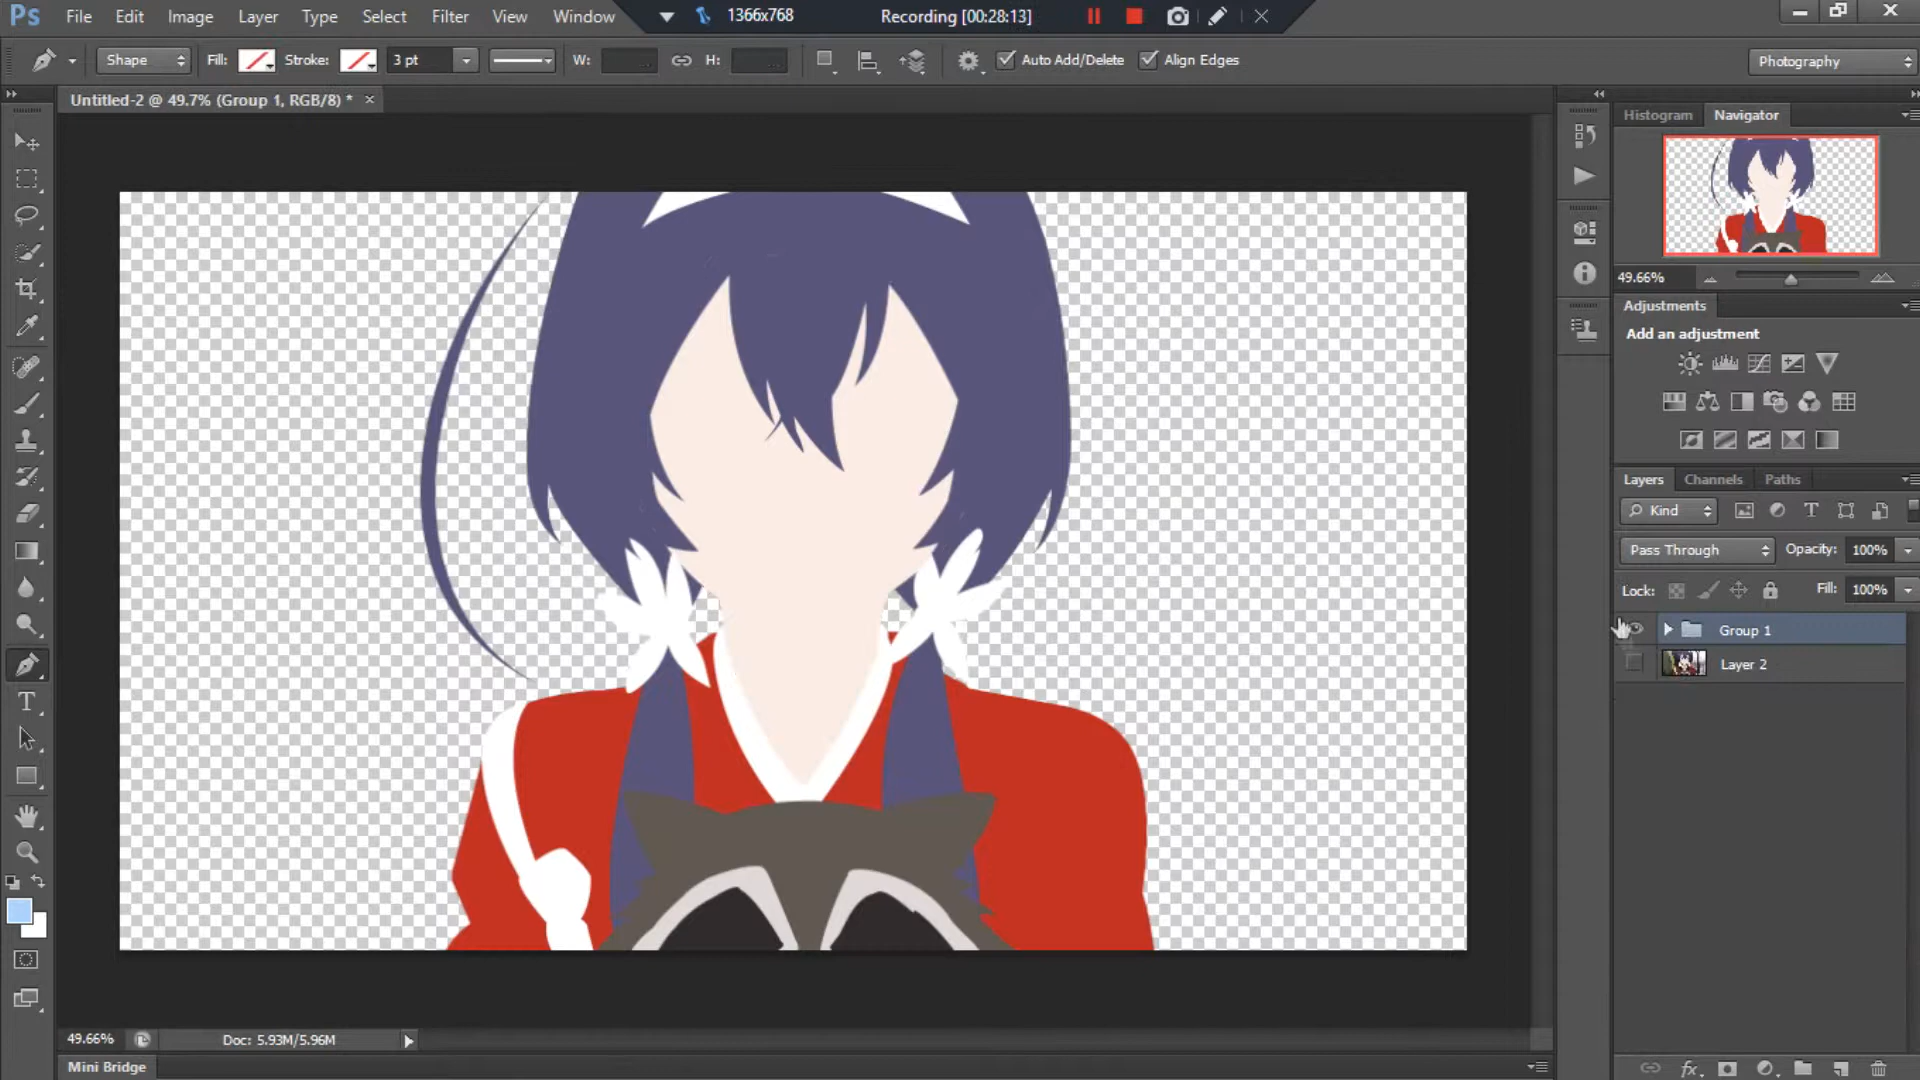 Ps File Edit Image Layer Type Select Filter View Window 1366x768 Recording [00:28:13]
Shape Fill: Stroke: 3 pt W: H: Auto Add/Delete Align Edges Photography
Untitled-2 @ 49.7% (Group 1, RGB/8) *
Histogram Navigator
49.66%
Adjustments
Add an adjustment
Layers Channels Paths
Kind
Pass Through Opacity: 100%
Lock: Fill: 100%
Group 1
Layer 2
49.66% Doc: 5.93M/5.96M
Mini Bridge